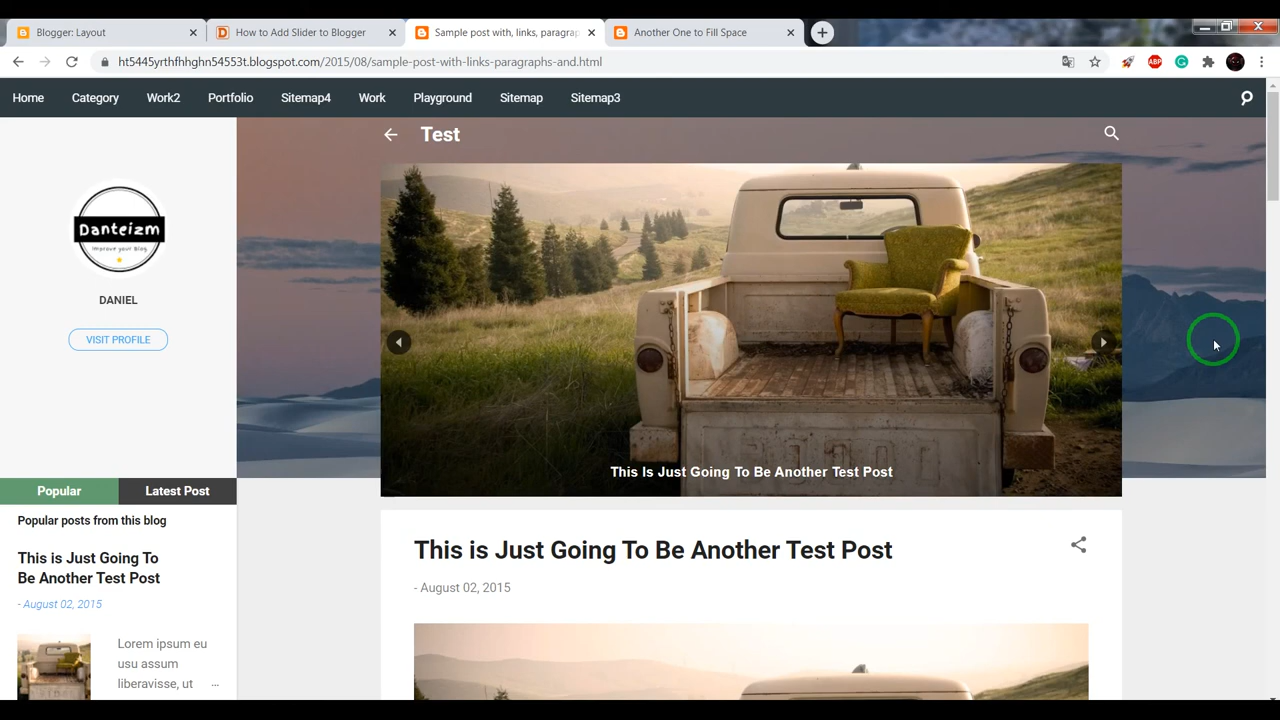 Blogger: Layout
How to Add Slider to Blogger
Sample post with, links, paragrap
Another One to Fill Space
ht5445yrthfhhghn54553t.blogspot.com/2015/08/sample-post-with-links-paragraphs-and.html
ABP
Home Category Work2 Portfolio Sitemap4 Work Playground Sitemap Sitemap3
Test
Danteizm
Improve your Blog
DANIEL
VISIT PROFILE
This Is Just Going To Be Another Test Post
Popular
Latest Post
Popular posts from this blog
This is Just Going To
Be Another Test Post
- August 02, 2015
Lorem ipsum eu
usu assum
liberavisse, ut ...
This is Just Going To Be Another Test Post
- August 02, 2015